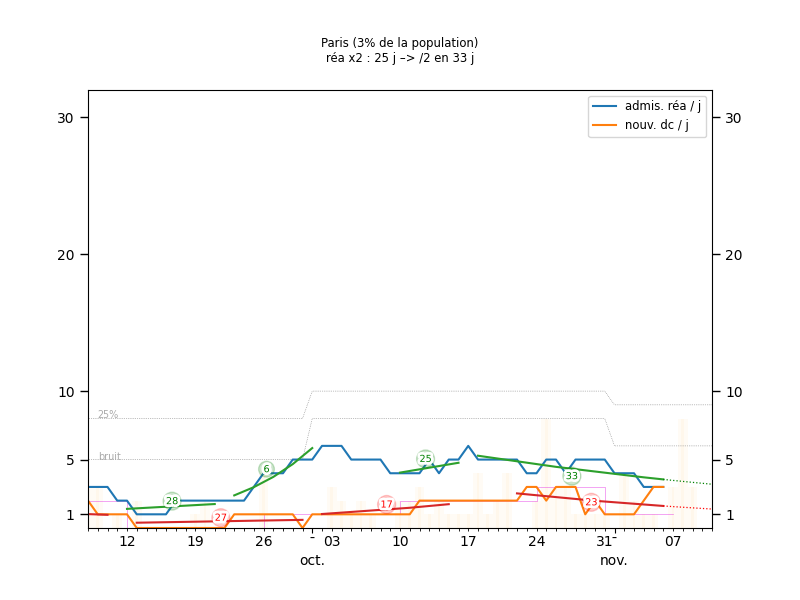 Paris (3% de la population)
réa x2 : 25 j –> /2 en 33 j
admis. réa / j
nouv. dc / j
30 30
20 20
10 10
25%
bruit
5 5
1 1
28 27 6 17 25 33 23
12 19 26 - 03 10 17 24 31 - 07
oct. nov.